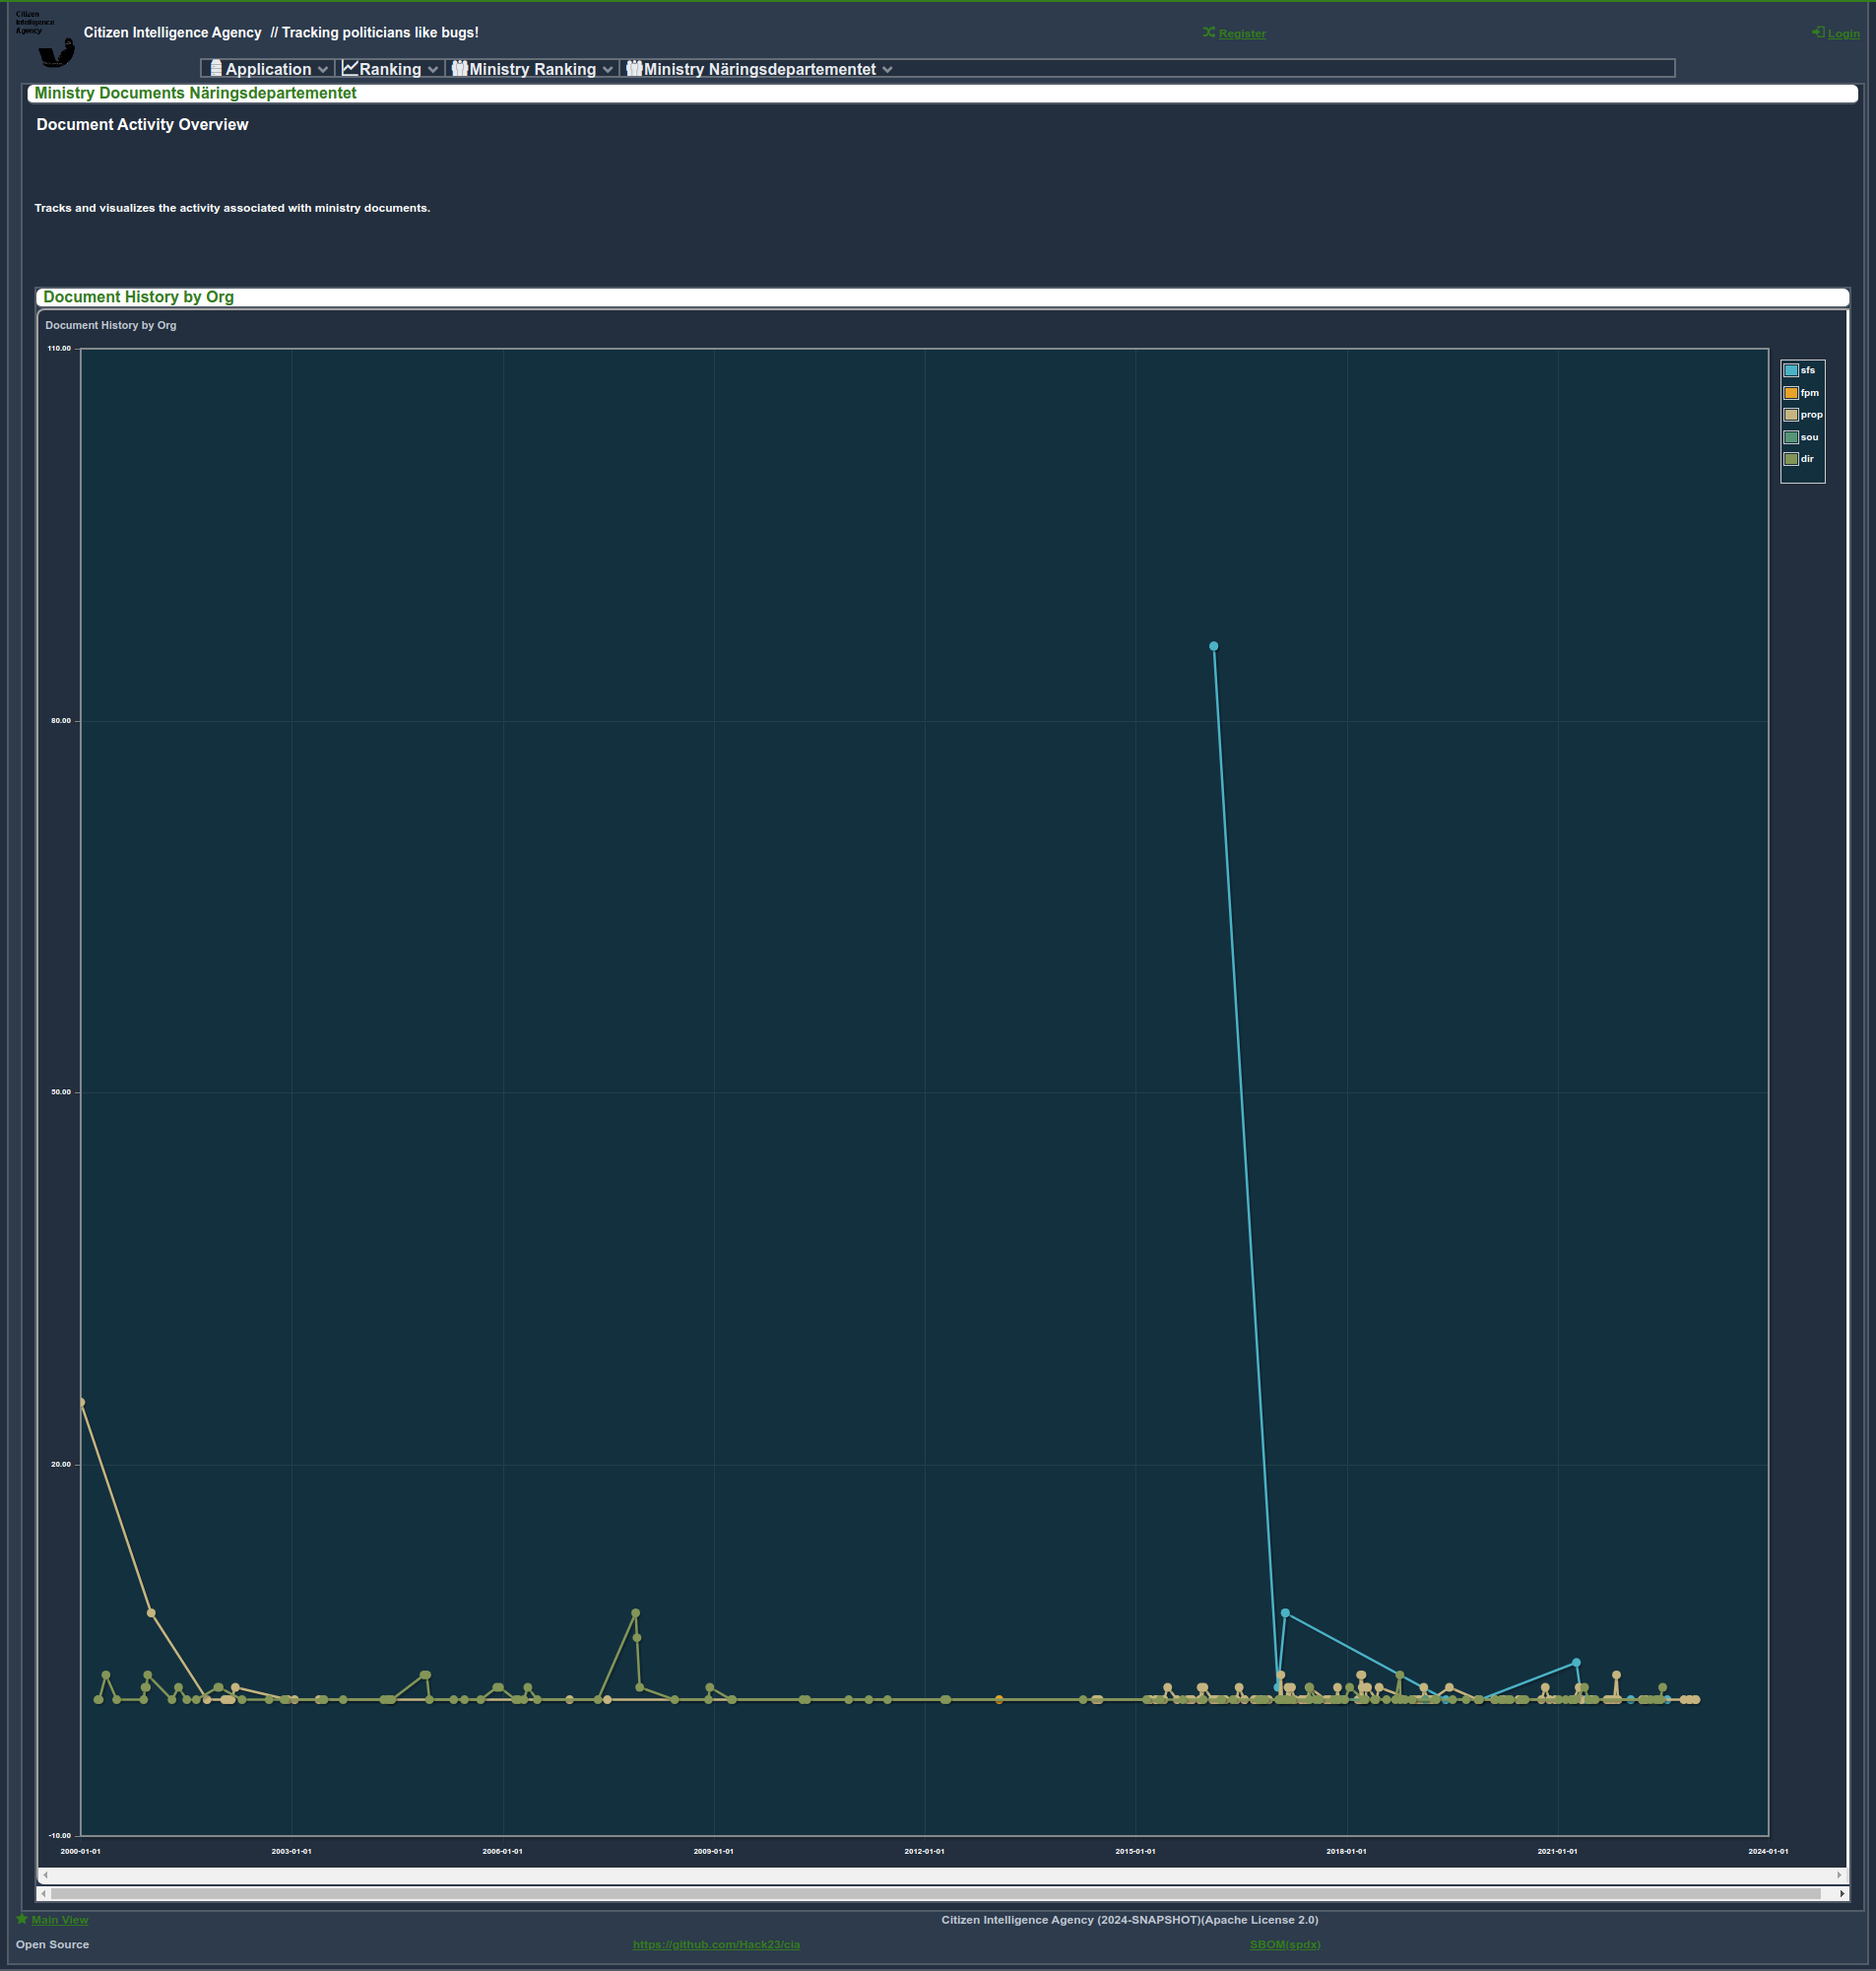 Citizen
Intelligence
Agency
Citizen Intelligence Agency // Tracking politicians like bugs!
Register
Login
Application
Ranking
Ministry Ranking
Ministry Näringsdepartementet
Ministry Documents Näringsdepartementet
Document Activity Overview
Tracks and visualizes the activity associated with ministry documents.
Document History by Org
Document History by Org
110.00
80.00
50.00
20.00
-10.00
sfs
fpm
prop
sou
dir
2000-01-01
2003-01-01
2006-01-01
2009-01-01
2012-01-01
2015-01-01
2018-01-01
2021-01-01
2024-01-01
Main View
Citizen Intelligence Agency (2024-SNAPSHOT)(Apache License 2.0)
Open Source
https://github.com/Hack23/cia
SBOM(spdx)